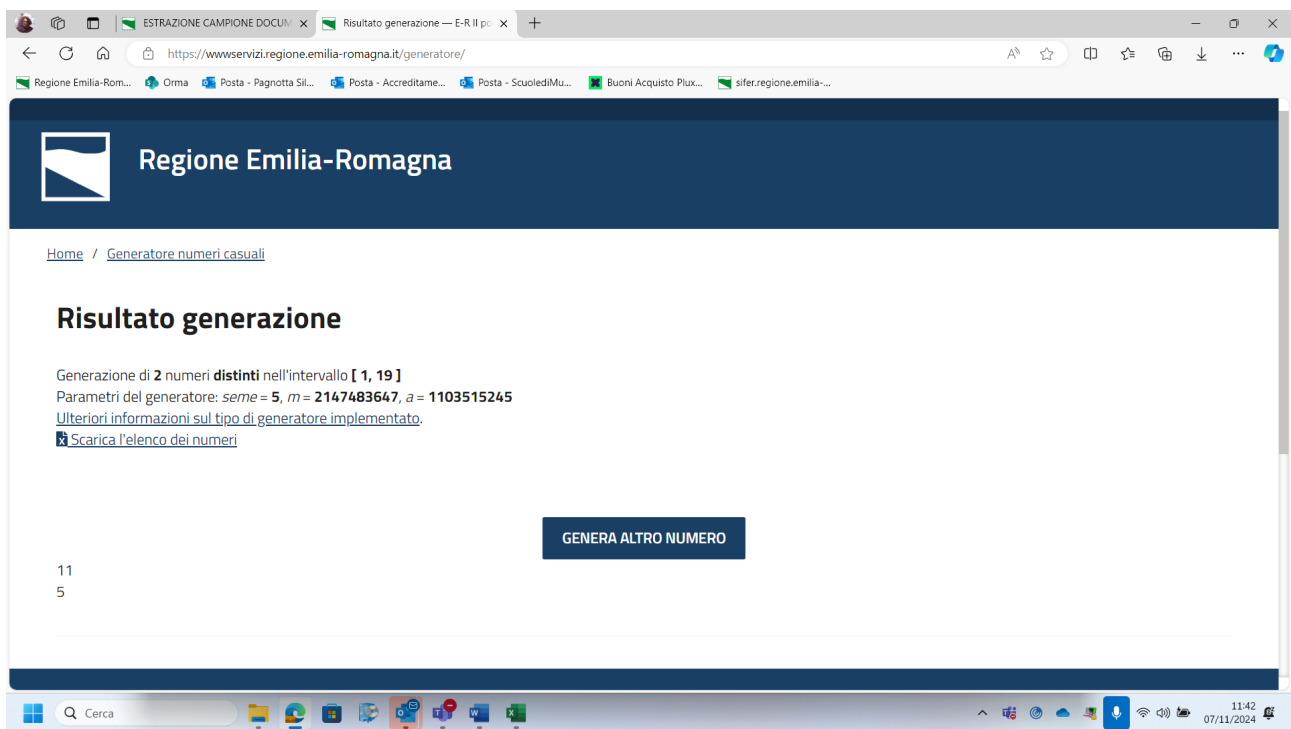 ESTRAZIONE CAMPIONE DOCUM
Risultato generazione — E-R Il po
https://wwwservizi.regione.emilia-romagna.it/generatore/
Regione Emilia-Rom...
Orma
Posta - Pagnotta Sil...
Posta - Accreditame...
Posta - ScuolediMu...
Buoni Acquisto Plux...
sifer.regione.emilia-...
Regione Emilia-Romagna
Home / Generatore numeri casuali
Risultato generazione
Generazione di 2 numeri distinti nell'intervallo [ 1, 19 ]
Parametri del generatore: seme = 5, m = 2147483647, a = 1103515245
Ulteriori informazioni sul tipo di generatore implementato.
Scarica l'elenco dei numeri
GENERA ALTRO NUMERO
11
5
Cerca
11:42
07/11/2024